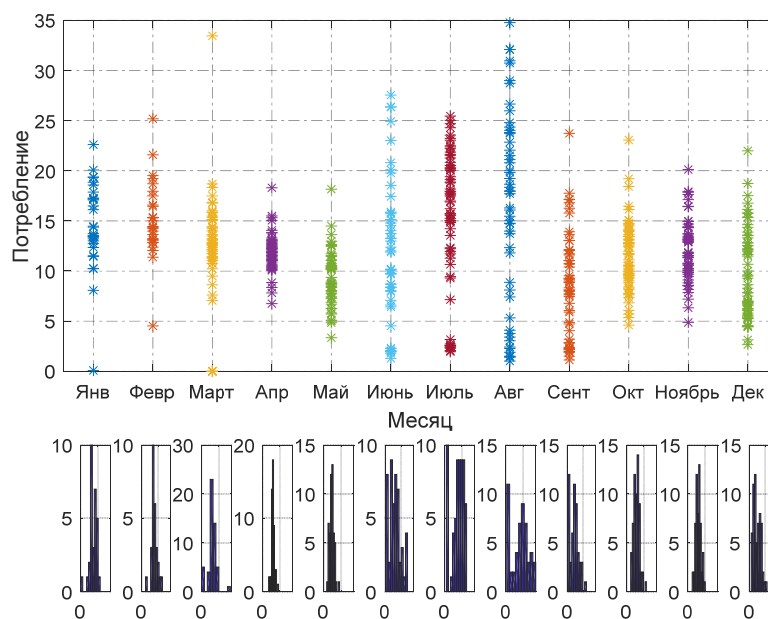 35
30
25
20
15
10
5
0
Потребление
Янв Февр Март Апр Май Июнь Июль Авг Сент Окт Ноябрь Дек
Месяц
10 10 30 20 15 10 10 15 15 15 15 15
20 10 10 10 10 10
5 5 10 10 5 5 5 5 5 5 5 5
0 0 0 0 0 0 0 0 0 0 0 0
0 0 0 0 0 0 0 0 0 0 0 0